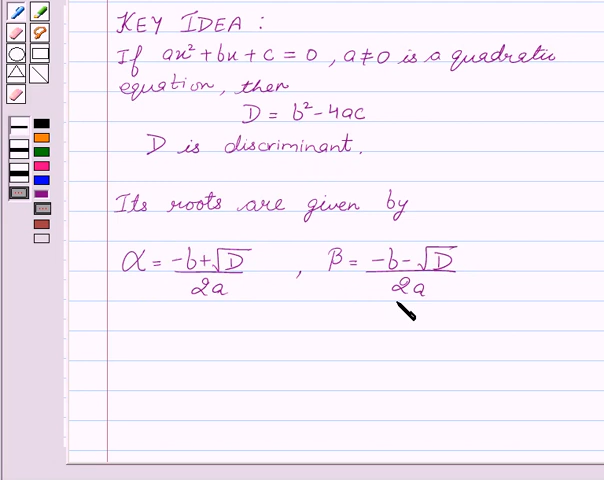 KEY IDEA :
If ax² + bx + c = 0 , a ≠ 0 is a quadratic
equation, then
D = b² - 4ac
D is discriminant.
Its roots are given by
α = -b+√D / 2a , β = -b-√D / 2a